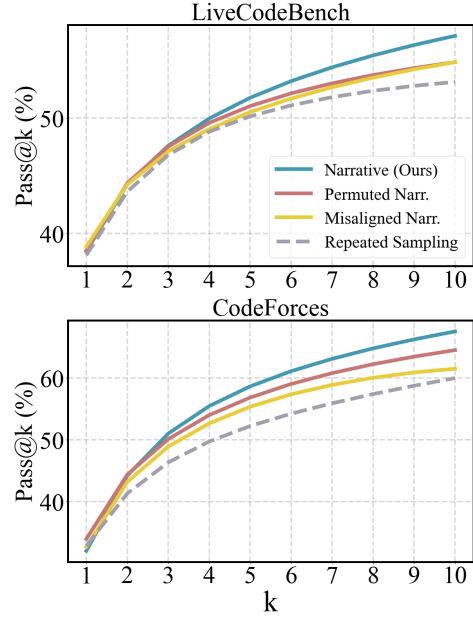 LiveCodeBench
Pass@k (%)
50
40
Narrative (Ours)
Permuted Narr.
Misaligned Narr.
Repeated Sampling
1 2 3 4 5 6 7 8 9 10
CodeForces
Pass@k (%)
60
50
40
1 2 3 4 5 6 7 8 9 10
k